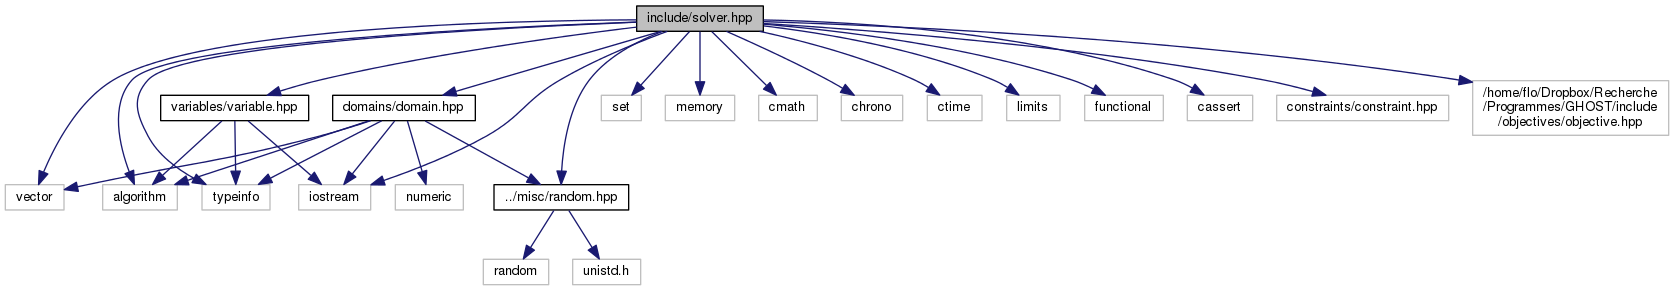 include/solver.hpp
variables/variable.hpp
domains/domain.hpp
set
memory
cmath
chrono
ctime
limits
functional
cassert
constraints/constraint.hpp
/home/flo/Dropbox/Recherche
/Programmes/GHOST/include
/objectives/objective.hpp
vector
algorithm
typeinfo
iostream
numeric
../misc/random.hpp
random
unistd.h